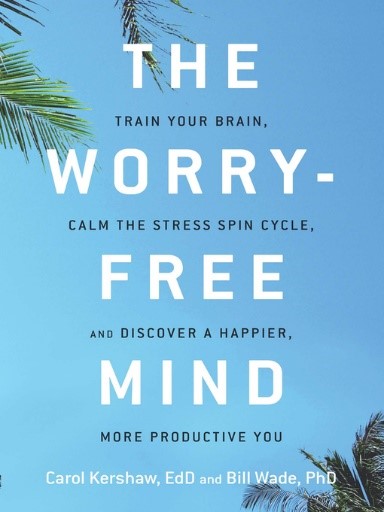 THE
TRAIN YOUR BRAIN,
WORRY-
CALM THE STRESS SPIN CYCLE,
FREE
AND DISCOVER A HAPPIER,
MIND
MORE PRODUCTIVE YOU
Carol Kershaw, EdD and Bill Wade, PhD